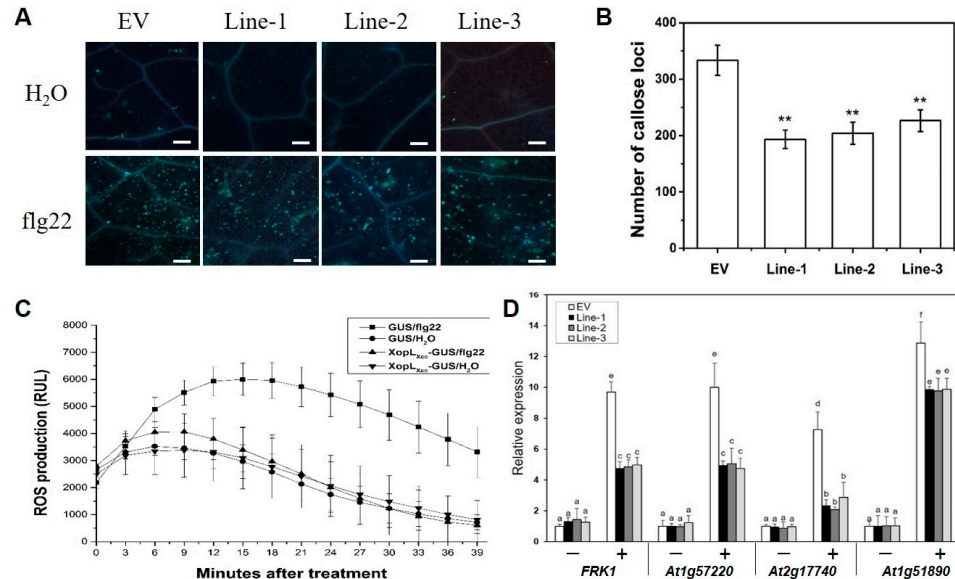 A
EV Line-1 Line-2 Line-3
H₂O
flg22
B
Number of callose loci
400
300
200
100
0
** ** **
EV Line-1 Line-2 Line-3
C
ROS production (RUL)
8000
7000
6000
5000
4000
3000
2000
1000
0
GUS/flg22
GUS/H₂O
XopL_Xcc-GUS/flg22
XopL_Xcc-GUS/H₂O
0 3 6 9 12 15 18 21 24 27 30 33 36 39
Minutes after treatment
D
Relative expression
16
14
12
10
8
6
4
2
0
EV
Line-1
Line-2
Line-3
a a a a e c c c a a a a e c c c a a a a d b b b a a a a f e e e
− + − + − + − +
FRK1 At1g57220 At2g17740 At1g51890